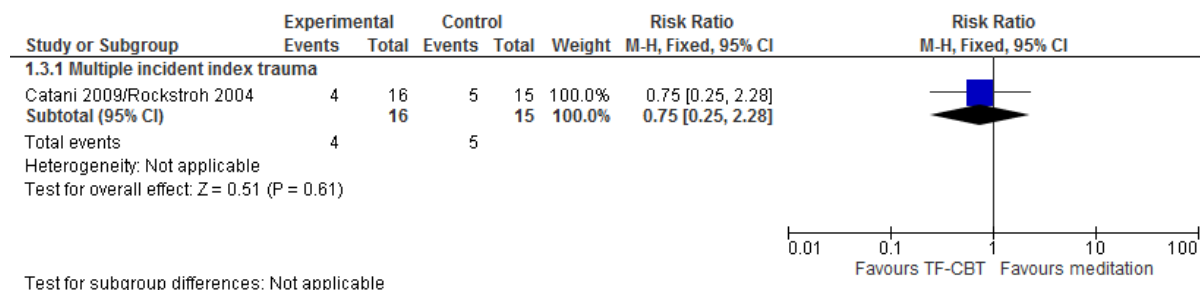 Experimental Control Risk Ratio Risk Ratio
Study or Subgroup Events Total Events Total Weight M-H, Fixed, 95% CI M-H, Fixed, 95% CI
1.3.1 Multiple incident index trauma
Catani 2009/Rockstroh 2004 4 16 5 15 100.0% 0.75 [0.25, 2.28]
Subtotal (95% CI) 16 15 100.0% 0.75 [0.25, 2.28]
Total events 4 5
Heterogeneity: Not applicable
Test for overall effect: Z = 0.51 (P = 0.61)
0.01 0.1 1 10 100
Favours TF-CBT Favours meditation
Test for subgroup differences: Not applicable